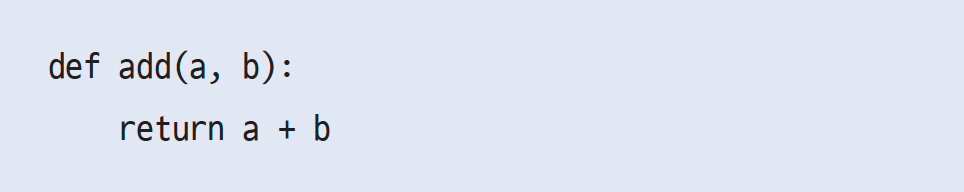 def add(a, b):
    return a + b